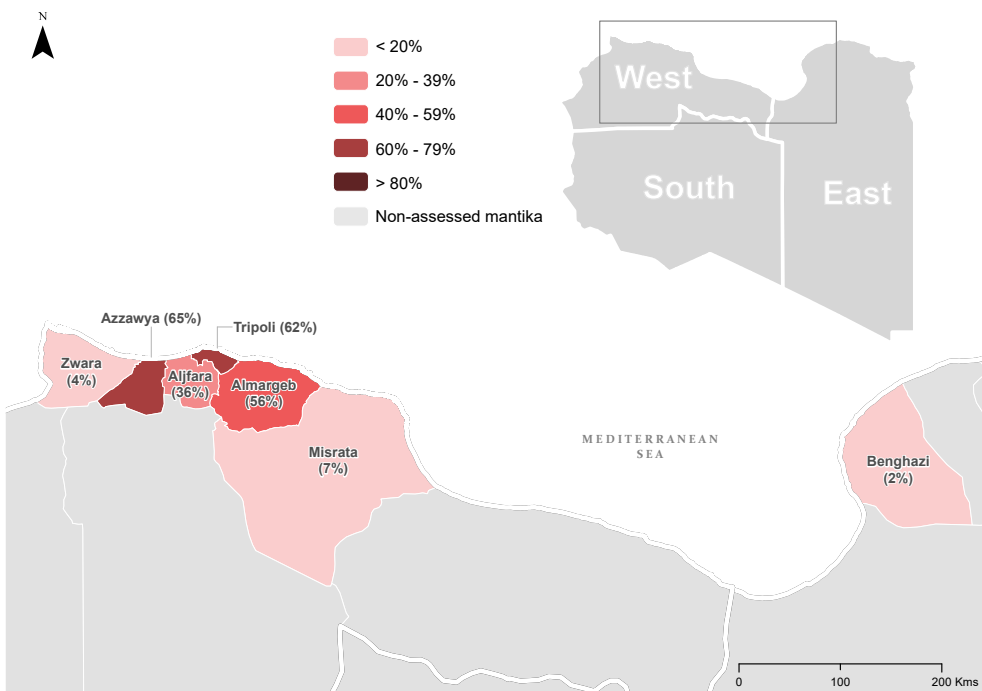 N
< 20%
20% - 39%
40% - 59%
60% - 79%
> 80%
Non-assessed mantika
West
South
East
Azzawya (65%)
Tripoli (62%)
Zwara
(4%)
Aljfara
(36%)
Almargeb
(56%)
Misrata
(7%)
MEDITERRANEAN
SEA
Benghazi
(2%)
0
100
200 Kms